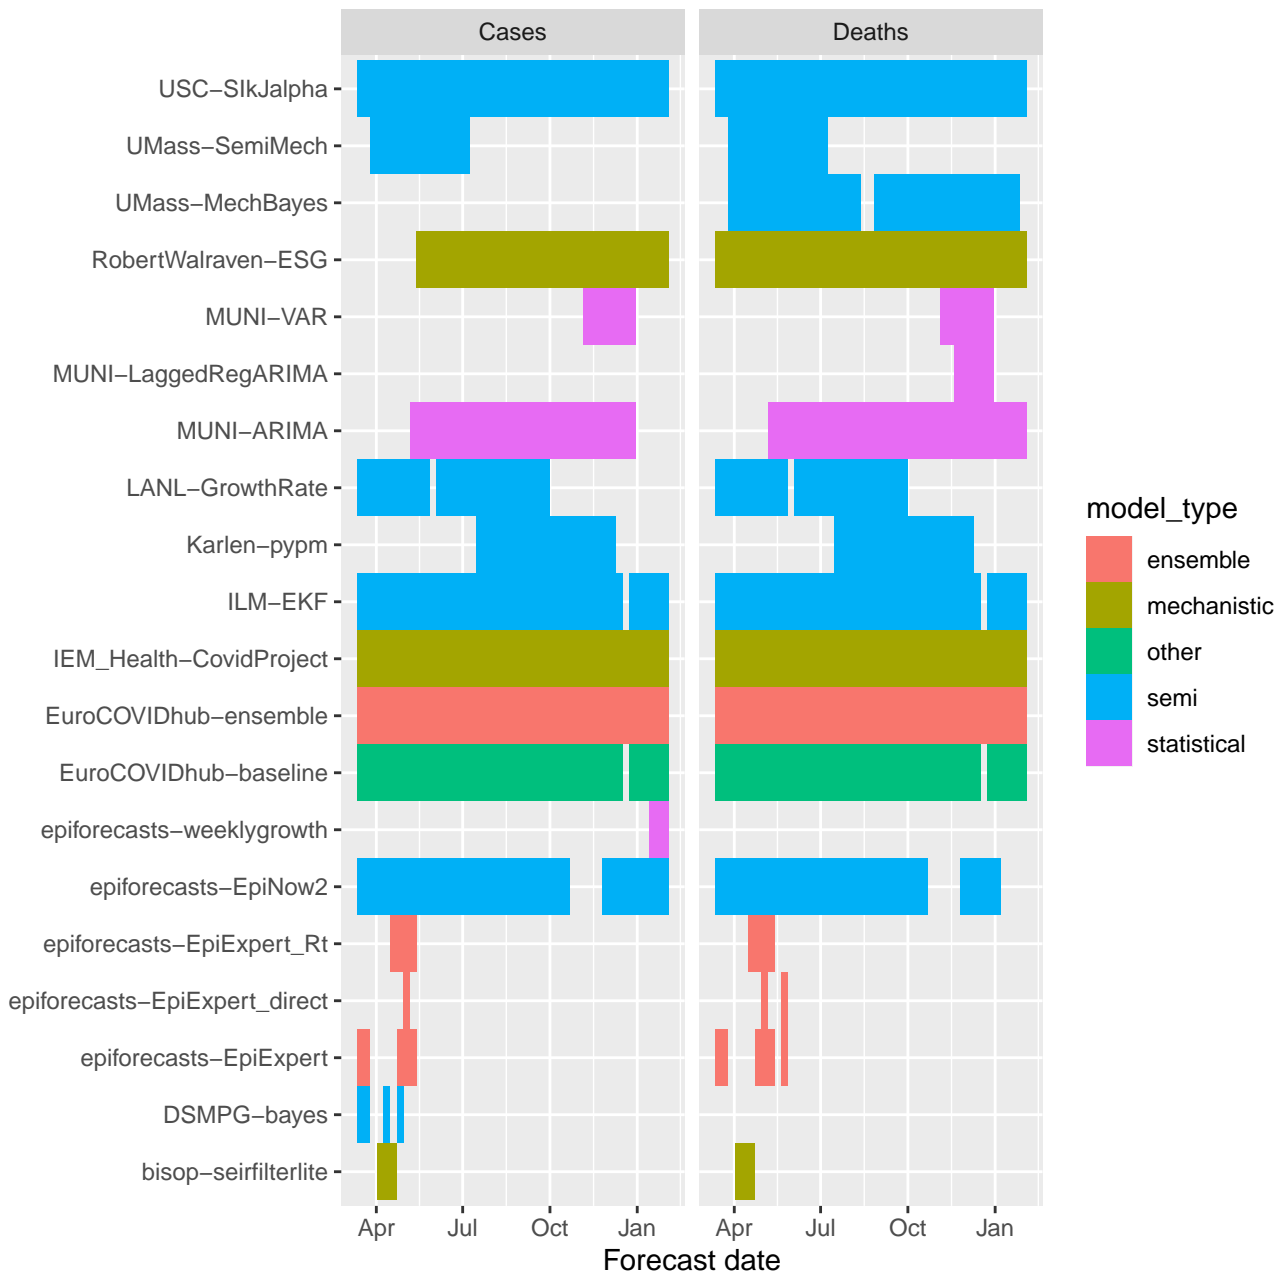 Cases
Deaths
USC−SIkJalpha
UMass−SemiMech
UMass−MechBayes
RobertWalraven−ESG
MUNI−VAR
MUNI−LaggedRegARIMA
MUNI−ARIMA
LANL−GrowthRate
Karlen−pypm
ILM−EKF
IEM_Health−CovidProject
EuroCOVIDhub−ensemble
EuroCOVIDhub−baseline
epiforecasts−weeklygrowth
epiforecasts−EpiNow2
epiforecasts−EpiExpert_Rt
epiforecasts−EpiExpert_direct
epiforecasts−EpiExpert
DSMPG−bayes
bisop−seirfilterlite
Apr Jul Oct Jan
Apr Jul Oct Jan
Forecast date
model_type
ensemble
mechanistic
other
semi
statistical